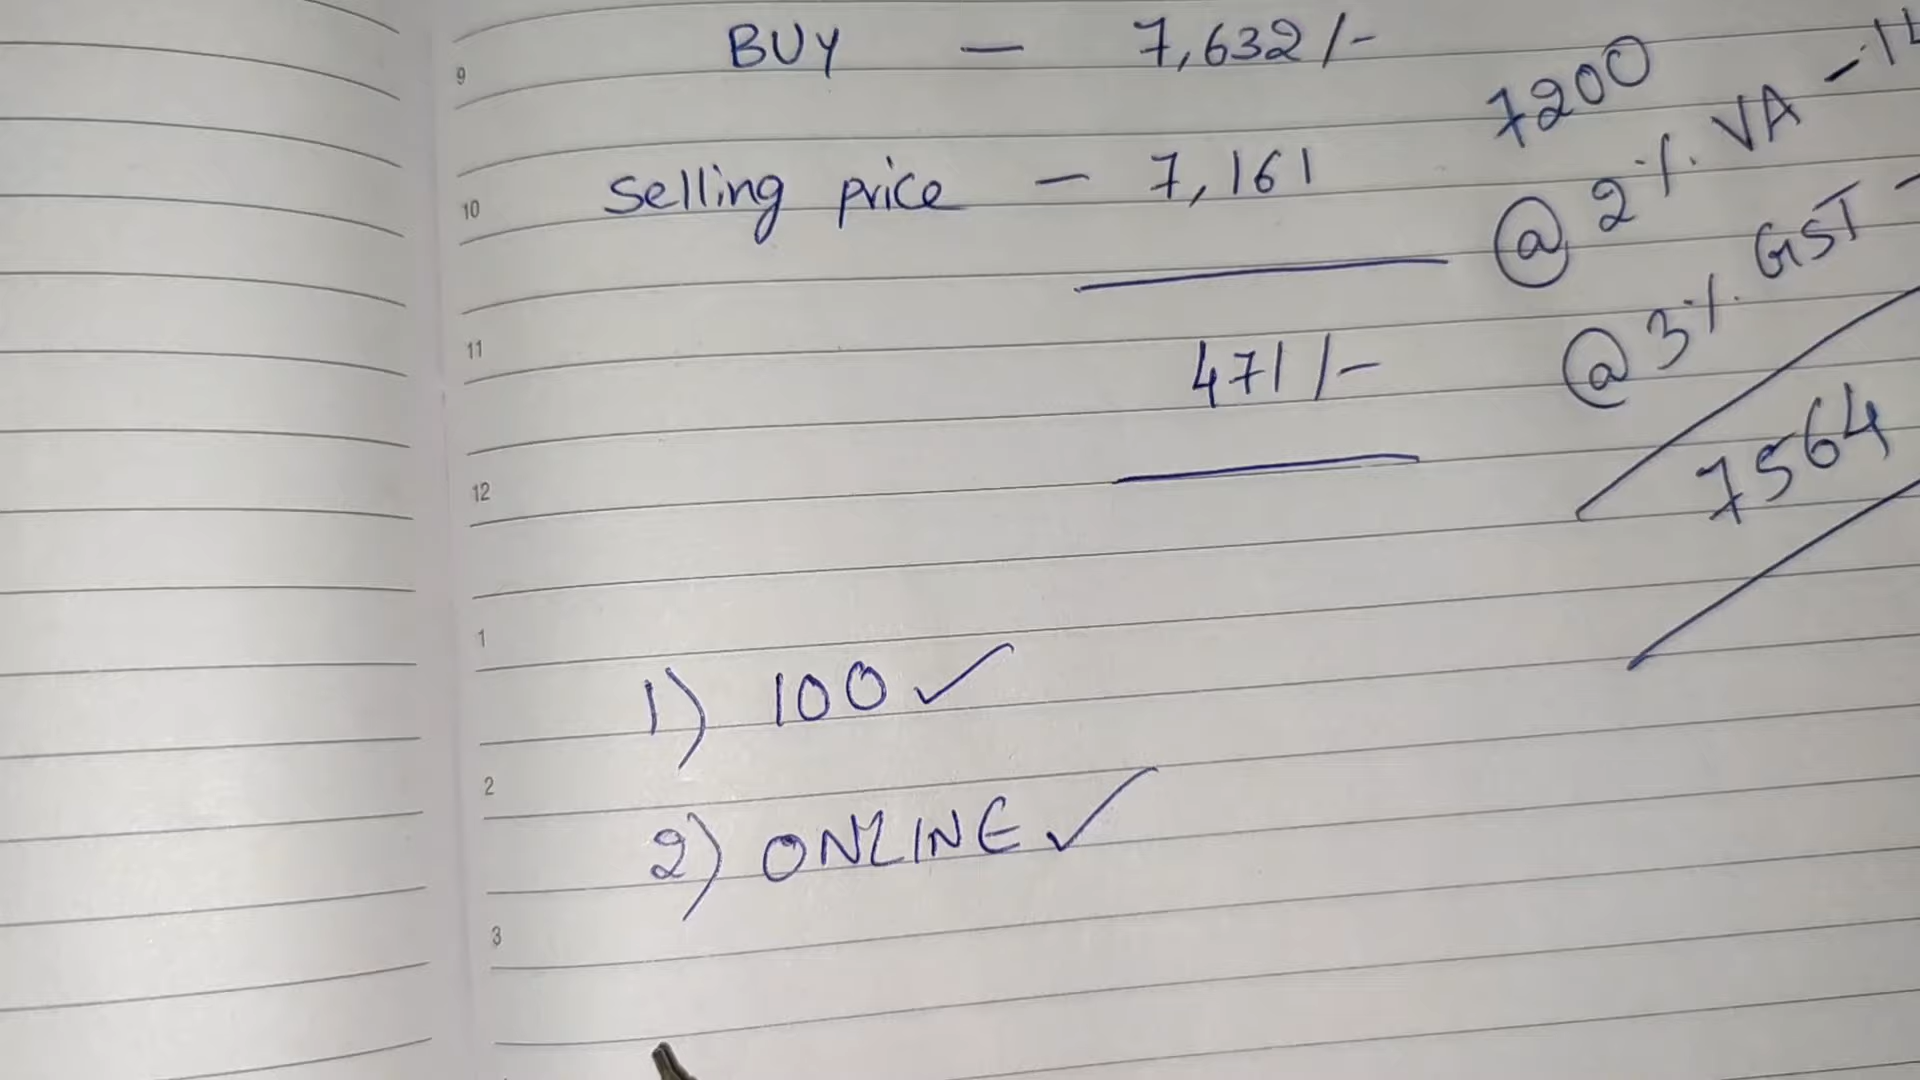 BUY — 7,632/-
Selling price — 7,161
471/-
7200
@ 2%. VA -
@ 3%. GST -
7564
1) 100 ✓
2) ONLINE ✓
9
10
11
12
1
2
3